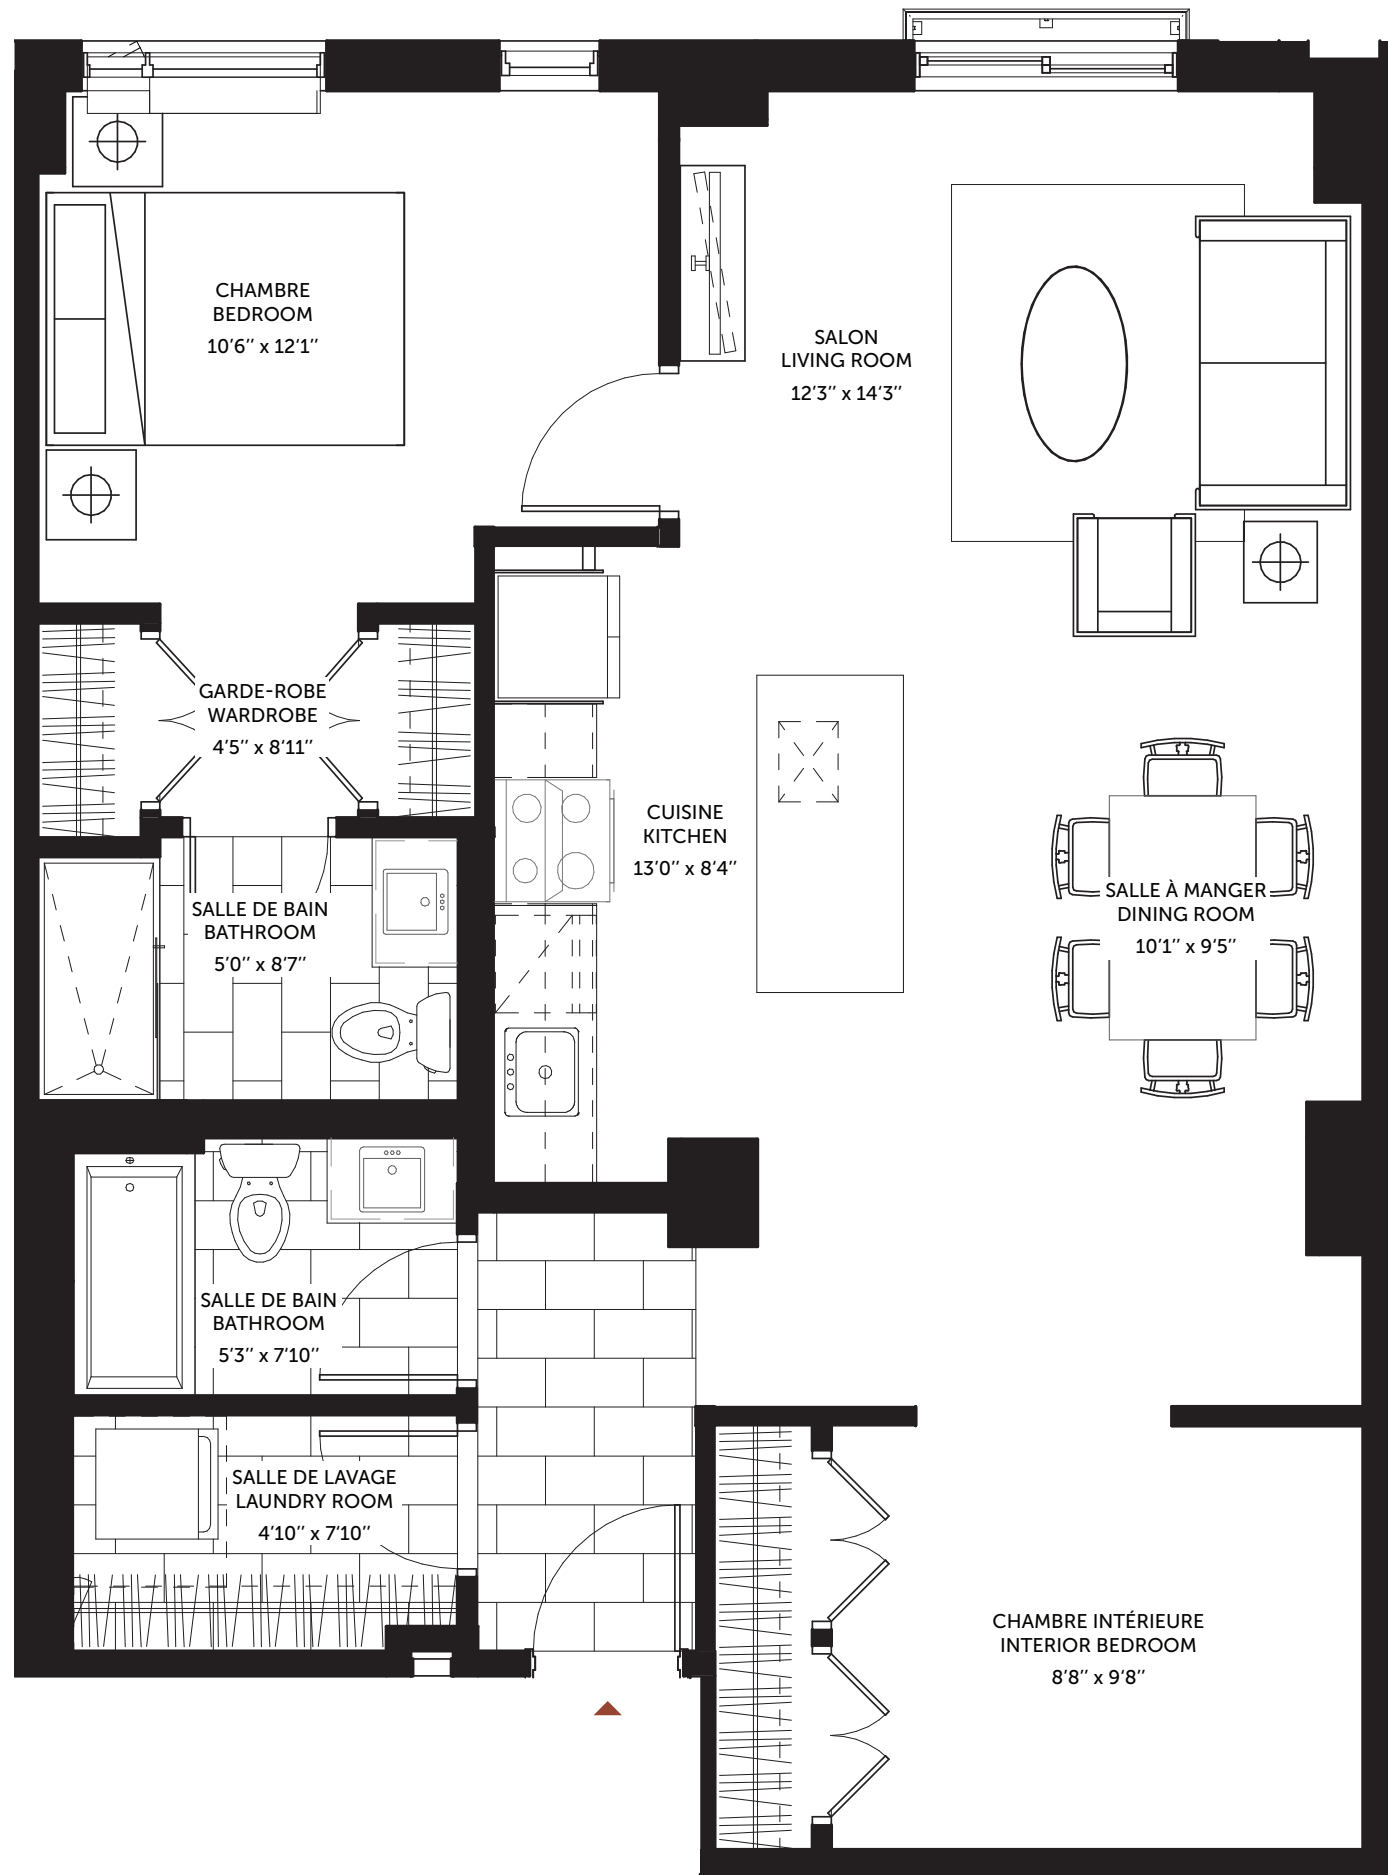 CHAMBRE
BEDROOM
10'6'' x 12'1''
SALON
LIVING ROOM
12'3'' x 14'3''
GARDE-ROBE
WARDROBE
4'5'' x 8'11''
CUISINE
KITCHEN
13'0'' x 8'4''
SALLE À MANGER
DINING ROOM
10'1'' x 9'5''
SALLE DE BAIN
BATHROOM
5'0'' x 8'7''
SALLE DE BAIN
BATHROOM
5'3'' x 7'10''
SALLE DE LAVAGE
LAUNDRY ROOM
4'10'' x 7'10''
CHAMBRE INTÉRIEURE
INTERIOR BEDROOM
8'8'' x 9'8''